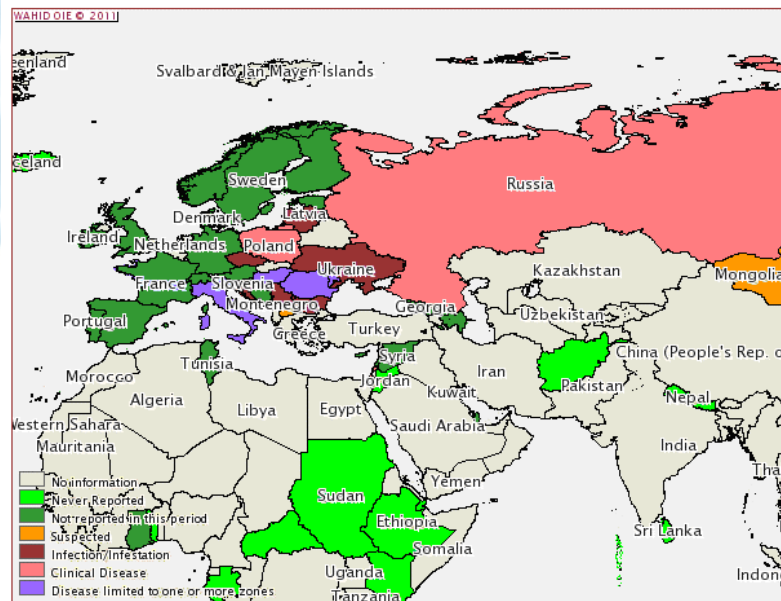 WAHID OIE © 2011
eenland
Svalbard & Jan Mayen Islands
celand
Sweden
Russia
Denmark
Latvia
Ireland
Netherlands
Poland
Ukraine
Kazakhstan
Mongolia
France
Slovenia
Montenegro
Georgia
Uzbekistan
Portugal
Greece
Turkey
Tunisia
Syria
China (People's Rep. o
Morocco
Jordan
Iran
Pakistan
Algeria
Libya
Egypt
Kuwait
Nepal
Western Sahara
Saudi Arabia
Mauritania
India
Tha
No information
Yemen
Never Reported
Sudan
Not reported in this period
Ethiopia
Suspected
Sri Lanka
Infection/Infestation
Somalia
Clinical Disease
Uganda
Indon
Disease limited to one or more zones
Tanzania